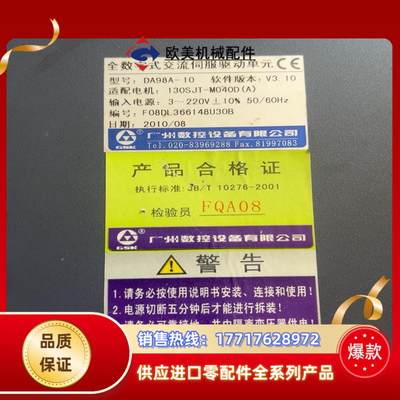 欧美机械配件
全数字式交流伺服驱动单元 CE
型号: DA98A-10 软件版本: V3.10
适配电机: 130SJT-M040D(A)
输入电源: 3~220V ±10% 50/60Hz
编号: F08DL366148U30B
日期: 2010/08
GSK 广州数控设备有限公司
Tel.020-83969288 Fax.81997083
产品合格证
执行标准: JB/T 10276-2001
检验员 FQA08
GSK 广州数控设备有限公司
警告
1.请务必按使用说明书安装、连接和使用!
2.电源切断五分钟后才能进行拆装!
品质保证
销售热线: 17717628972
爆款
供应进口零配件全系列产品